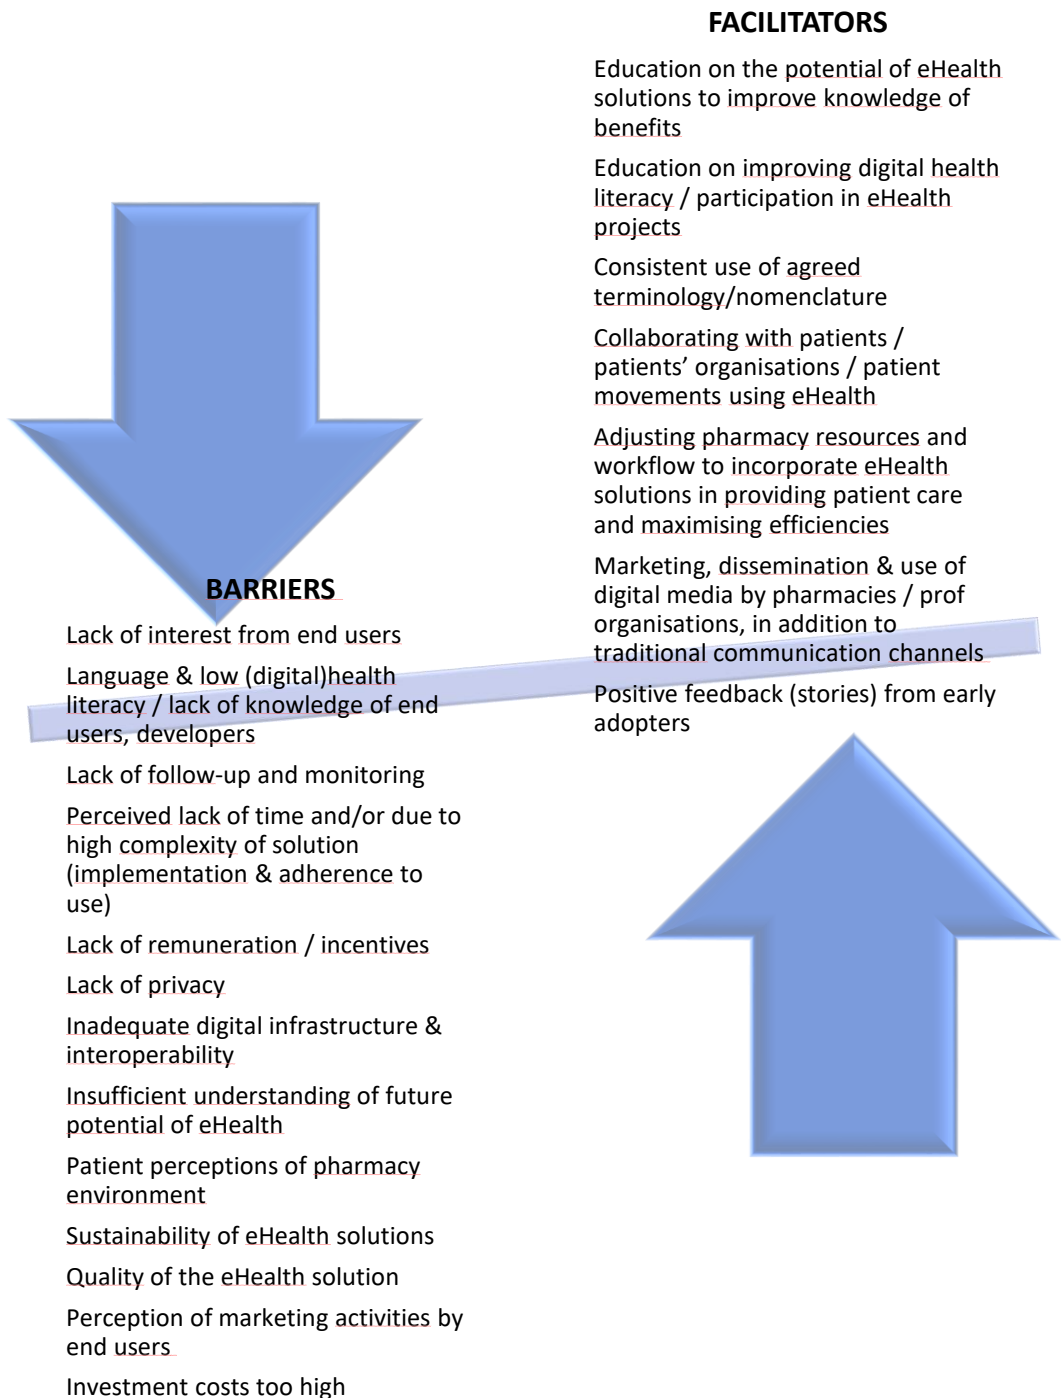 FACILITATORS
Education on the potential of eHealth
solutions to improve knowledge of
benefits
Education on improving digital health
literacy / participation in eHealth
projects
Consistent use of agreed
terminology/nomenclature
Collaborating with patients /
patients’ organisations / patient
movements using eHealth
Adjusting pharmacy resources and
workflow to incorporate eHealth
solutions in providing patient care
and maximising efficiencies
Marketing, dissemination & use of
digital media by pharmacies / prof
organisations, in addition to
traditional communication channels
Positive feedback (stories) from early
adopters
BARRIERS
Lack of interest from end users
Language & low (digital)health
literacy / lack of knowledge of end
users, developers
Lack of follow-up and monitoring
Perceived lack of time and/or due to
high complexity of solution
(implementation & adherence to
use)
Lack of remuneration / incentives
Lack of privacy
Inadequate digital infrastructure &
interoperability
Insufficient understanding of future
potential of eHealth
Patient perceptions of pharmacy
environment
Sustainability of eHealth solutions
Quality of the eHealth solution
Perception of marketing activities by
end users
Investment costs too high